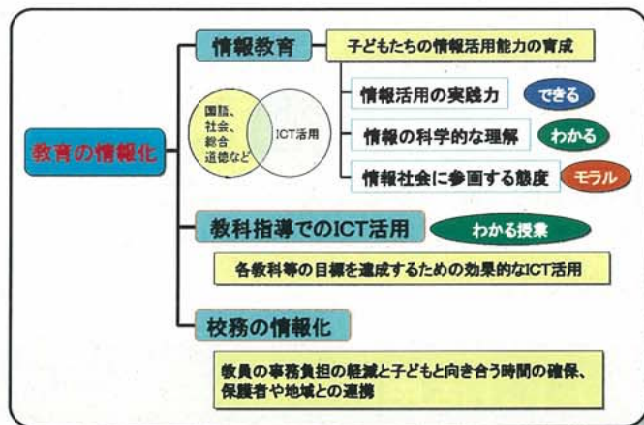 情報教育
子どもたちの情報活用能力の育成
情報活用の実践力
できる
国語、
社会、
総合
道徳など
ICT活用
情報の科学的な理解
わかる
教育の情報化
情報社会に参画する態度
モラル
教科指導でのICT活用
わかる授業
各教科等の目標を達成するための効果的なICT活用
校務の情報化
教員の事務負担の軽減と子どもと向き合う時間の確保、
保護者や地域との連携